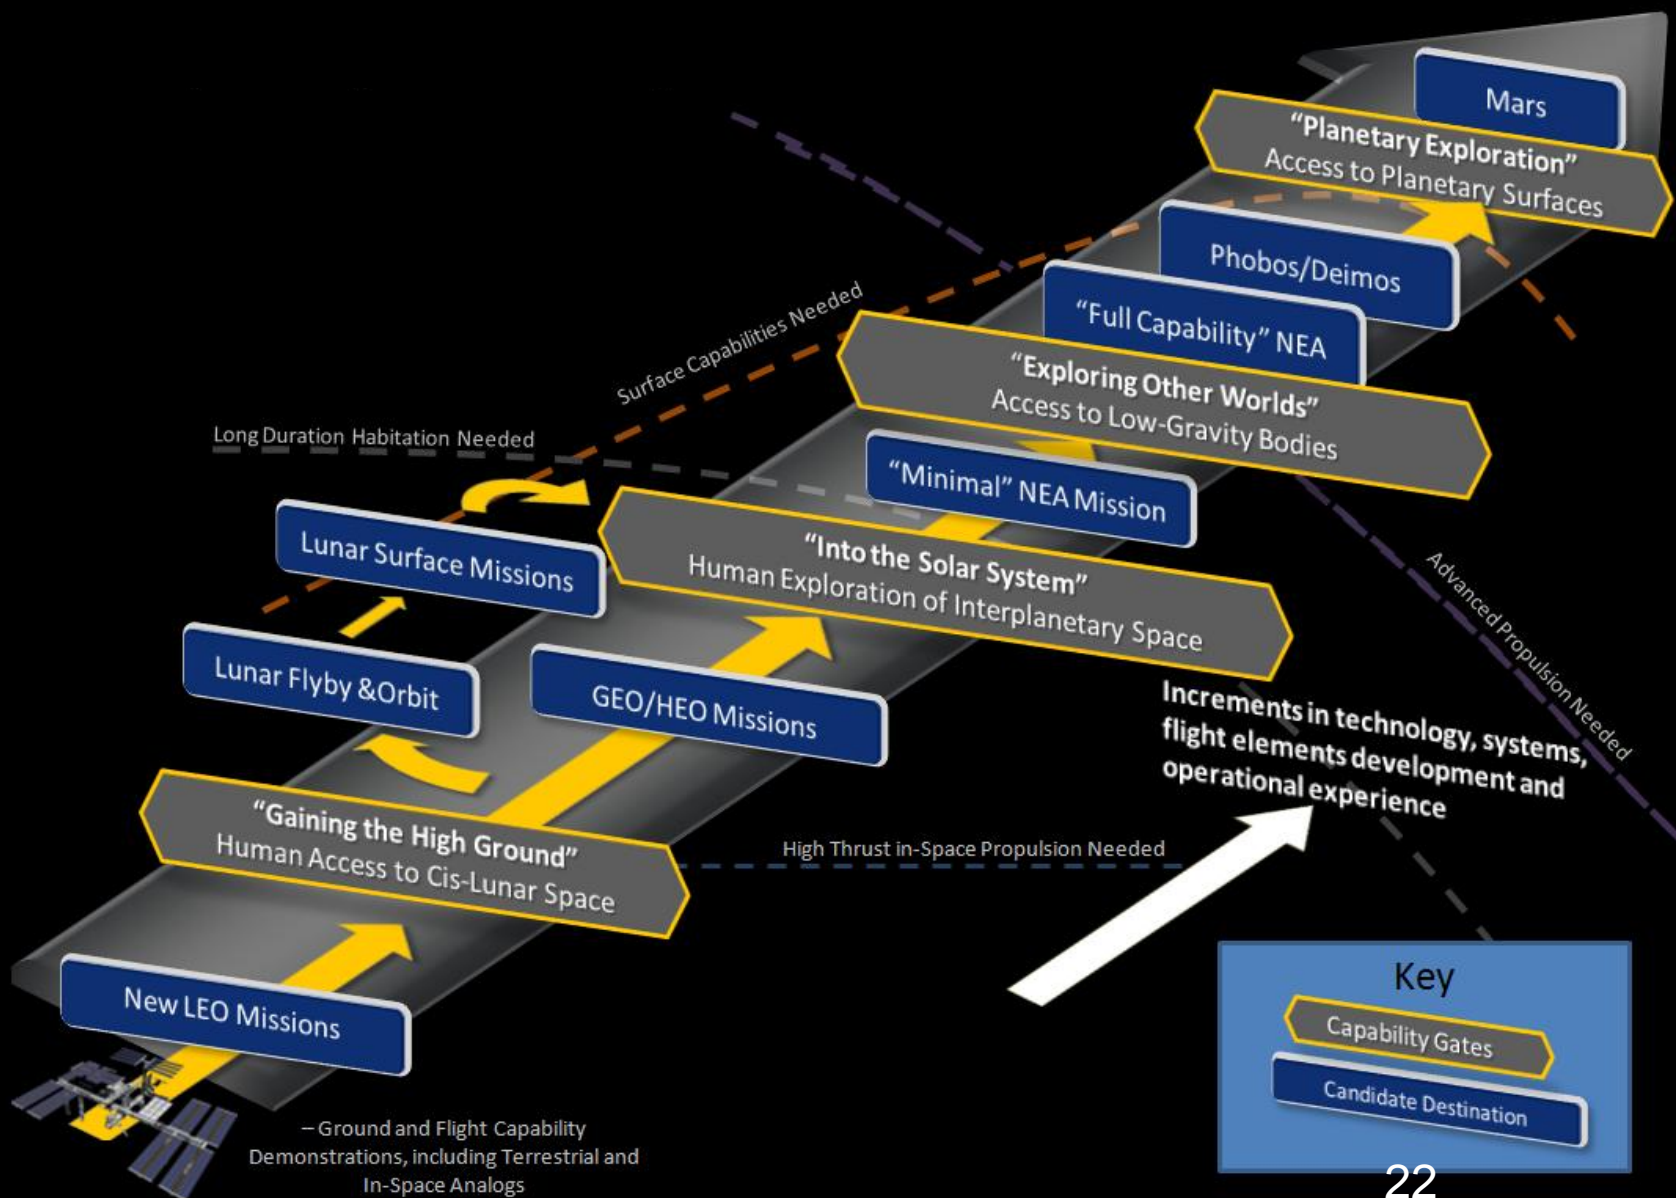 Mars
“Planetary Exploration”
Access to Planetary Surfaces
Phobos/Deimos
“Full Capability” NEA
“Exploring Other Worlds”
Access to Low-Gravity Bodies
Surface Capabilities Needed
Long Duration Habitation Needed
“Minimal” NEA Mission
“Into the Solar System”
Human Exploration of Interplanetary Space
Lunar Surface Missions
Lunar Flyby &Orbit
GEO/HEO Missions
Advanced Propulsion Needed
Increments in technology, systems,
flight elements development and
operational experience
“Gaining the High Ground”
Human Access to Cis-Lunar Space
High Thrust in-Space Propulsion Needed
New LEO Missions
– Ground and Flight Capability
Demonstrations, including Terrestrial and
In-Space Analogs
Key
Capability Gates
Candidate Destination
22